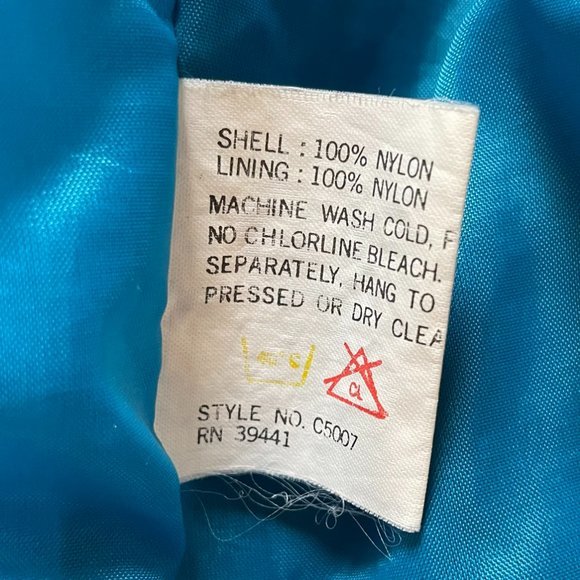 SHELL : 100% NYLON
LINING : 100% NYLON
MACHINE WASH COLD, F
NO CHLORLINE BLEACH.
SEPARATELY, HANG TO
PRESSED OR DRY CLEA
cl
STYLE NO. C5007
RN 39441